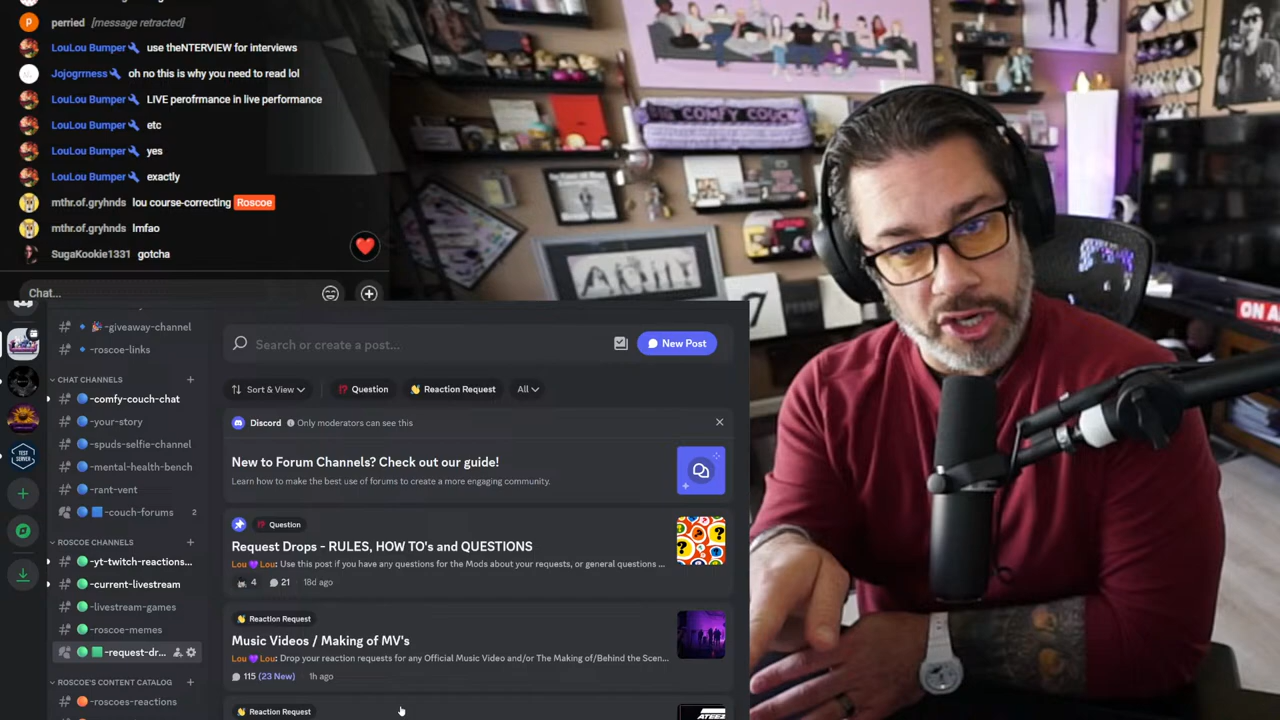 perried [message retracted]
LouLou Bumper use theNTERVIEW for interviews
Jojogrrness oh no this is why you need to read lol
LouLou Bumper LIVE perofrmance in live performance
LouLou Bumper etc
LouLou Bumper yes
LouLou Bumper exactly
mthr.of.gryhnds lou course-correcting Roscoe
mthr.of.gryhnds lmfao
SugaKookie1331 gotcha
Chat...
-giveaway-channel
-roscoe-links
CHAT CHANNELS
-comfy-couch-chat
-your-story
-spuds-selfie-channel
-mental-health-bench
-rant-vent
-couch-forums 2
ROSCOE CHANNELS
-yt-twitch-reactions...
-current-livestream
-livestream-games
-roscoe-memes
-request-dr...
ROSCOE'S CONTENT CATALOG
-roscoes-reactions
TEST SERVER
Search or create a post...
New Post
Sort & View
Question
Reaction Request
All
Discord Only moderators can see this
New to Forum Channels? Check out our guide!
Learn how to make the best use of forums to create a more engaging community.
Question
Request Drops - RULES, HOW TO's and QUESTIONS
Lou Lou: Use this post if you have any questions for the Mods about your requests, or general questions ...
4 21 18d ago
Reaction Request
Music Videos / Making of MV's
Lou Lou: Drop your reaction requests for any Official Music Video and/or The Making of/Behind the Scen...
115 (23 New) 1h ago
Reaction Request
ATEEZ
BIG COMFY COUCH
AGILITY
ON A